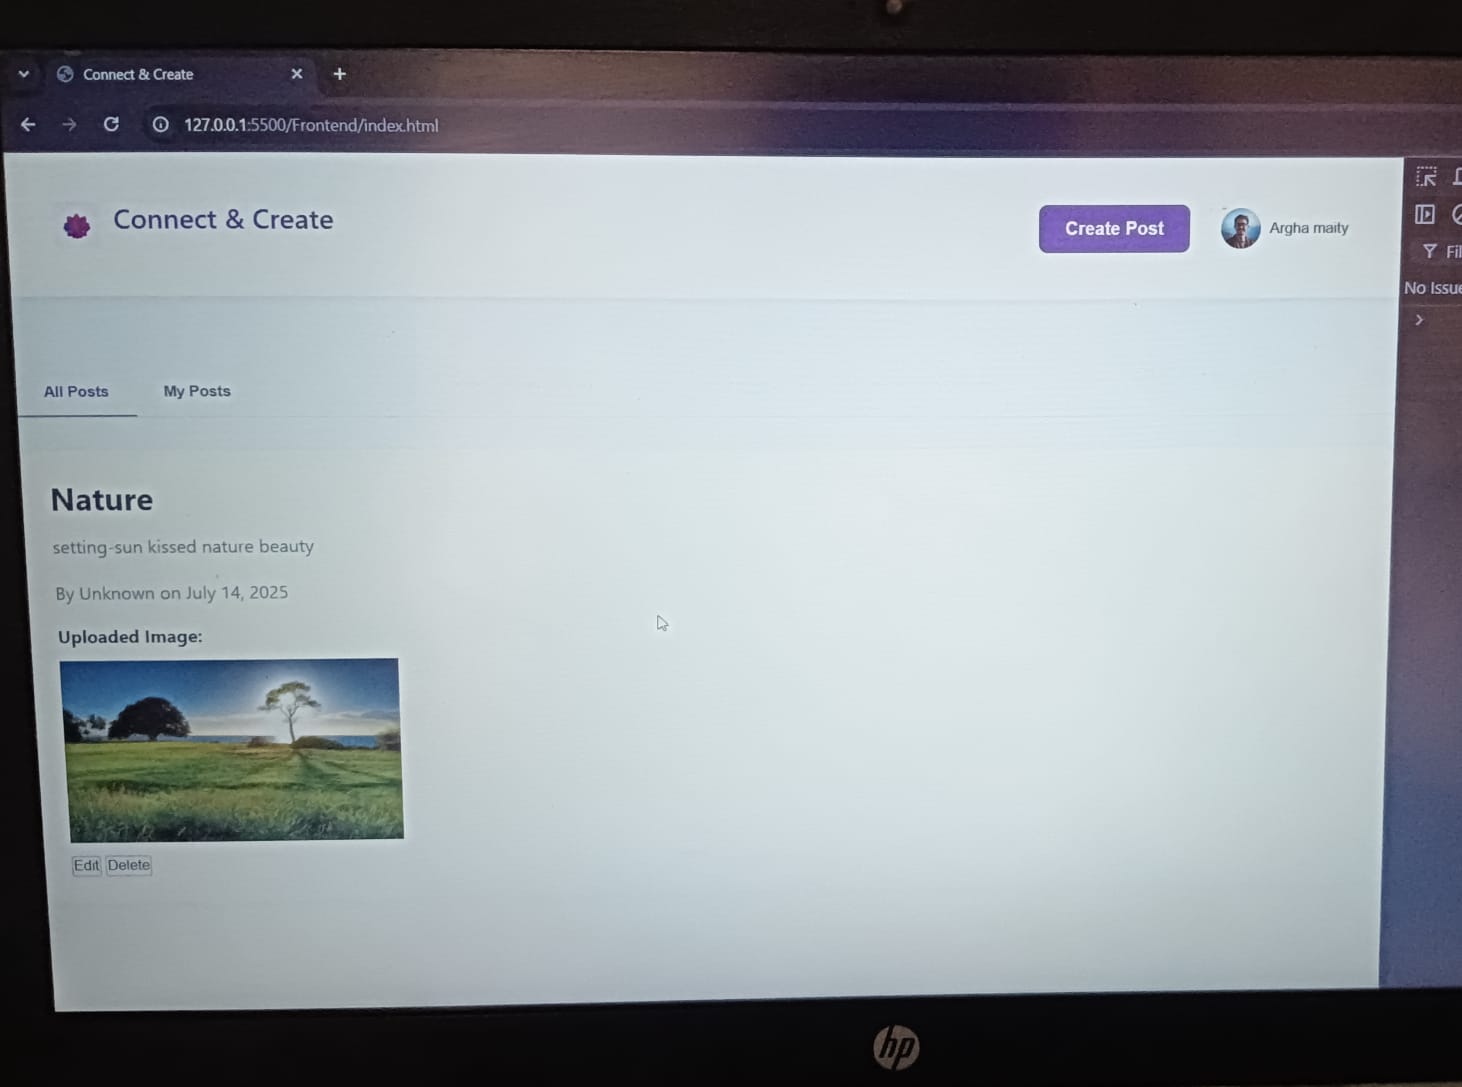 Connect & Create
127.0.0.1:5500/Frontend/index.html
Connect & Create
Create Post
Argha maity
No Issue
All Posts
My Posts
Nature
setting-sun kissed nature beauty
By Unknown on July 14, 2025
Uploaded Image:
Edit Delete
hp